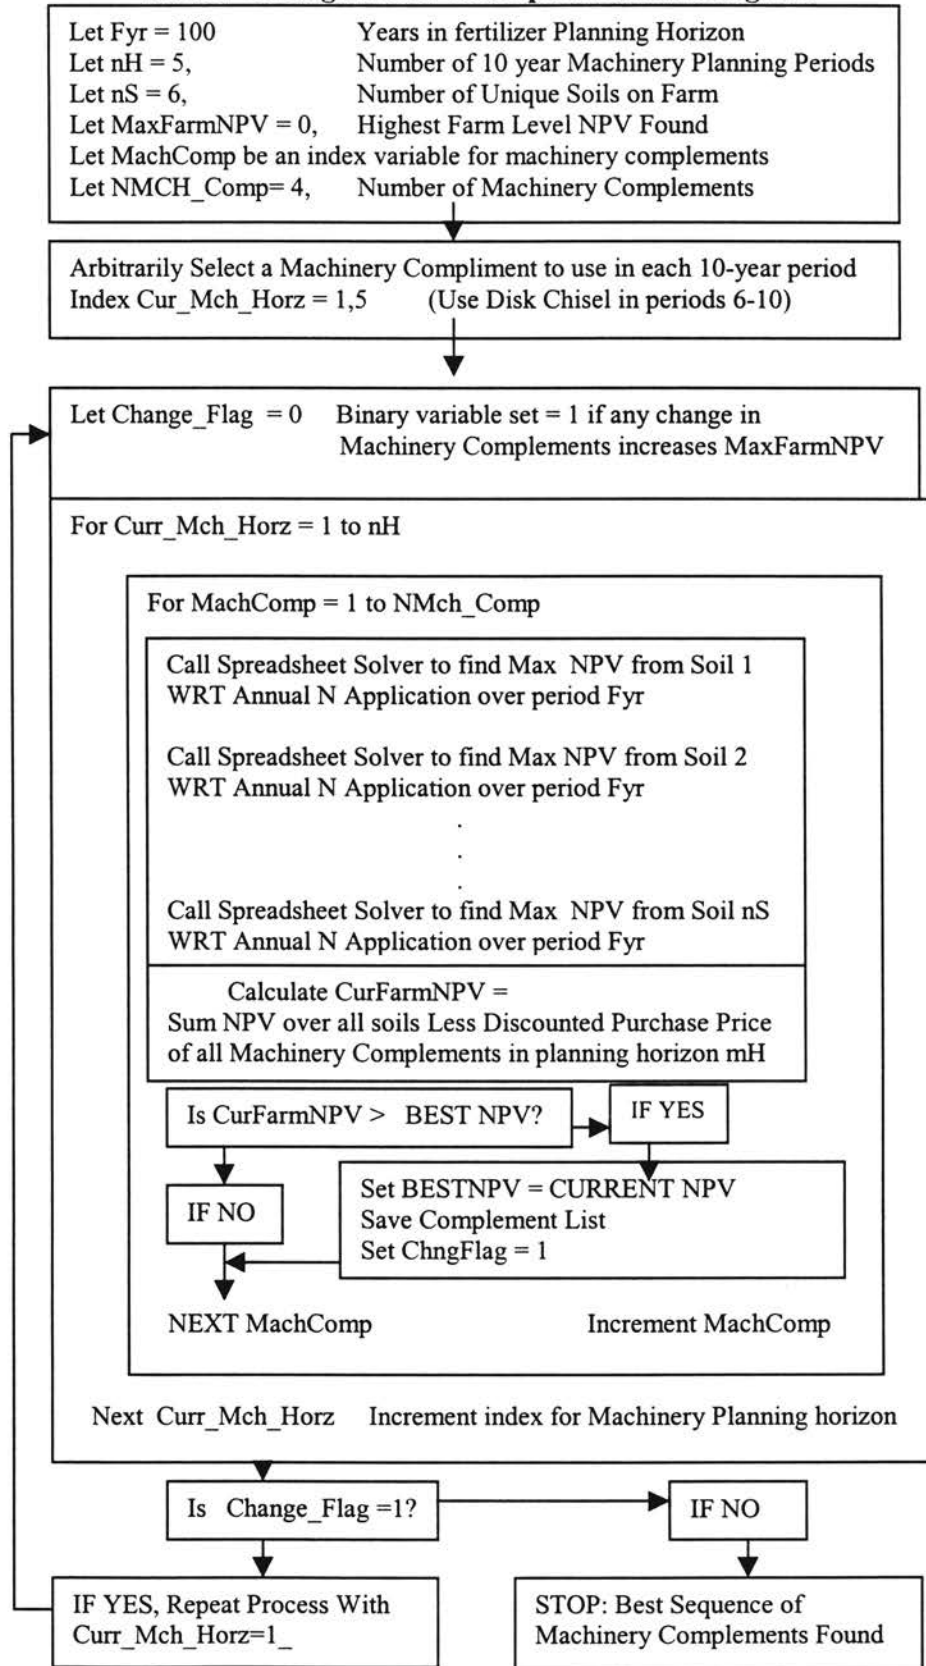 Let Fyr = 100 Years in fertilizer Planning Horizon
Let nH = 5, Number of 10 year Machinery Planning Periods
Let nS = 6, Number of Unique Soils on Farm
Let MaxFarmNPV = 0, Highest Farm Level NPV Found
Let MachComp be an index variable for machinery complements
Let NMCH_Comp= 4, Number of Machinery Complements
Arbitrarily Select a Machinery Compliment to use in each 10-year period
Index Cur_Mch_Horz = 1,5 (Use Disk Chisel in periods 6-10)
Let Change_Flag = 0 Binary variable set = 1 if any change in
Machinery Complements increases MaxFarmNPV
For Curr_Mch_Horz = 1 to nH
For MachComp = 1 to NMch_Comp
Call Spreadsheet Solver to find Max NPV from Soil 1
WRT Annual N Application over period Fyr
Call Spreadsheet Solver to find Max NPV from Soil 2
WRT Annual N Application over period Fyr
.
.
.
Call Spreadsheet Solver to find Max NPV from Soil nS
WRT Annual N Application over period Fyr
Calculate CurFarmNPV =
Sum NPV over all soils Less Discounted Purchase Price
of all Machinery Complements in planning horizon mH
Is CurFarmNPV > BEST NPV?
IF YES
IF NO
Set BESTNPV = CURRENT NPV
Save Complement List
Set ChngFlag = 1
NEXT MachComp Increment MachComp
Next Curr_Mch_Horz Increment index for Machinery Planning horizon
Is Change_Flag =1?
IF NO
IF YES, Repeat Process With
Curr_Mch_Horz=1_
STOP: Best Sequence of
Machinery Complements Found